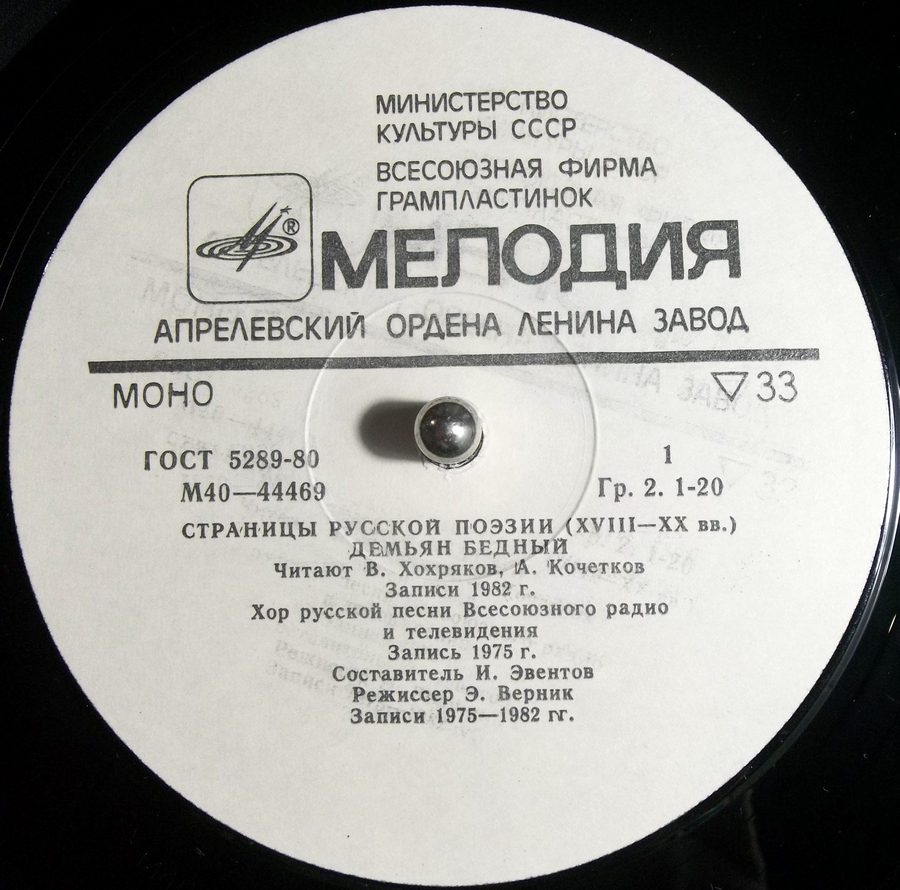 МИНИСТЕРСТВО
КУЛЬТУРЫ СССР
ВСЕСОЮЗНАЯ ФИРМА
ГРАМПЛАСТИНОК
®
МЕЛОДИЯ
АПРЕЛЕВСКИЙ ОРДЕНА ЛЕНИНА ЗАВОД
МОНО ▽ 33
ГОСТ 5289-80 1
М40—44469 Гр. 2. 1-20
СТРАНИЦЫ РУССКОЙ ПОЭЗИИ (XVIII—XX вв.)
ДЕМЬЯН БЕДНЫЙ
Читают В. Хохряков, А. Кочетков
Записи 1982 г.
Хор русской песни Всесоюзного радио
и телевидения
Запись 1975 г.
Составитель И. Эвентов
Режиссер Э. Верник
Записи 1975—1982 гг.